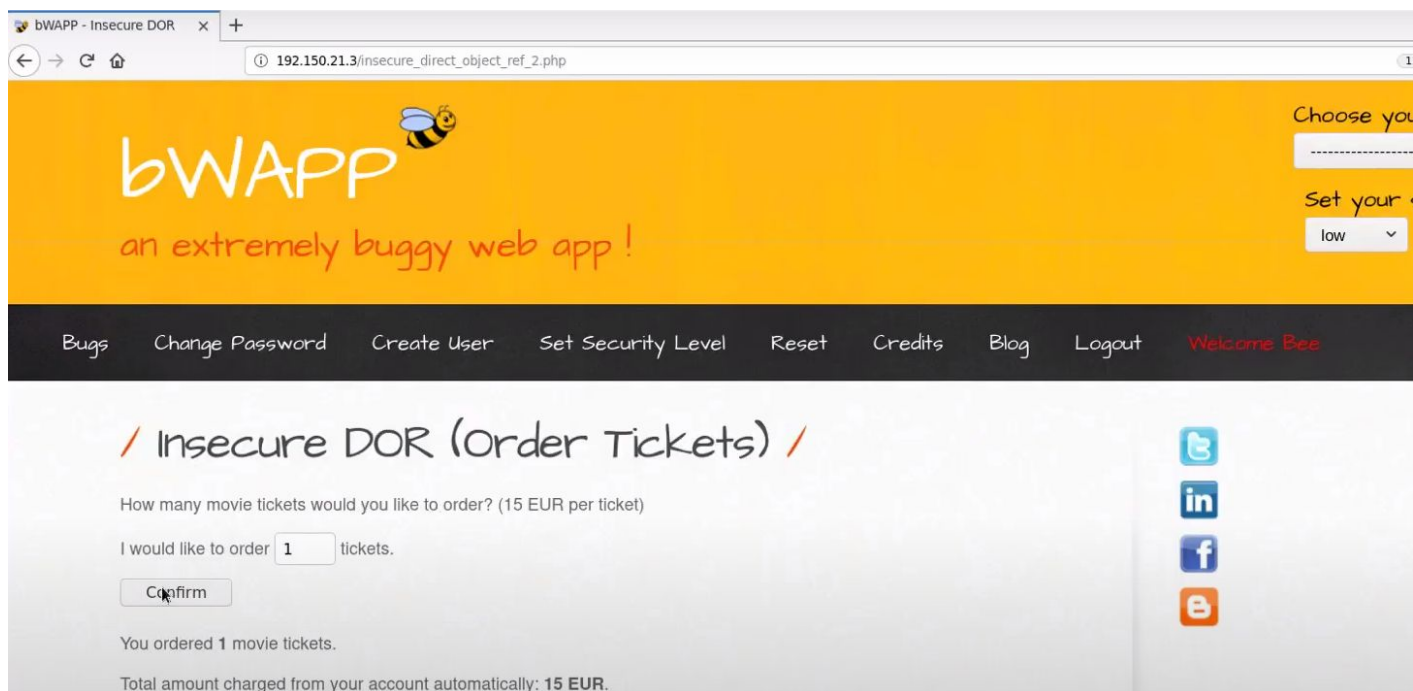 bWAPP - Insecure DOR
192.150.21.3/insecure_direct_object_ref_2.php
bWAPP
an extremely buggy web app !
Choose you
--------------------
Set your
low
Bugs Change Password Create User Set Security Level Reset Credits Blog Logout Welcome Bee
/ Insecure DOR (Order Tickets) /
How many movie tickets would you like to order? (15 EUR per ticket)
I would like to order 1 tickets.
Confirm
You ordered 1 movie tickets.
Total amount charged from your account automatically: 15 EUR.
in